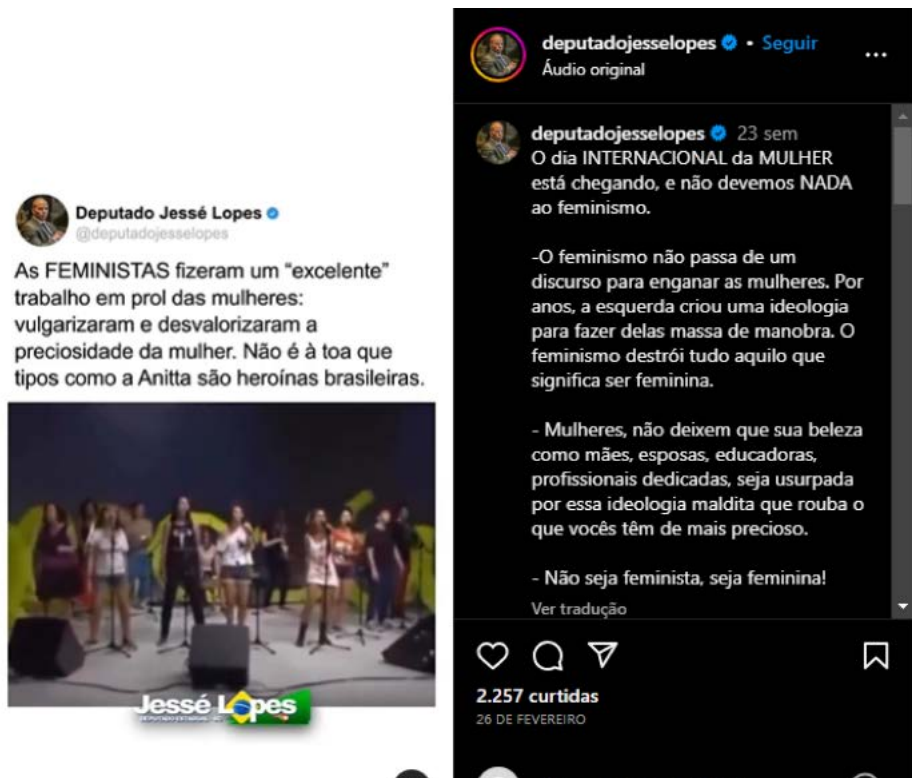 Deputado Jessé Lopes
@deputadojesselopes
As FEMINISTAS fizeram um “excelente”
trabalho em prol das mulheres:
vulgarizaram e desvalorizaram a
preciosidade da mulher. Não é à toa que
tipos como a Anitta são heroínas brasileiras.
Jessé Lopes
deputadojesselopes • Seguir
Áudio original
deputadojesselopes 23 sem
O dia INTERNACIONAL da MULHER
está chegando, e não devemos NADA
ao feminismo.
-O feminismo não passa de um
discurso para enganar as mulheres. Por
anos, a esquerda criou uma ideologia
para fazer delas massa de manobra. O
feminismo destrói tudo aquilo que
significa ser feminina.
- Mulheres, não deixem que sua beleza
como mães, esposas, educadoras,
profissionais dedicadas, seja usurpada
por essa ideologia maldita que rouba o
que vocês têm de mais precioso.
- Não seja feminista, seja feminina!
Ver tradução
2.257 curtidas
26 DE FEVEREIRO